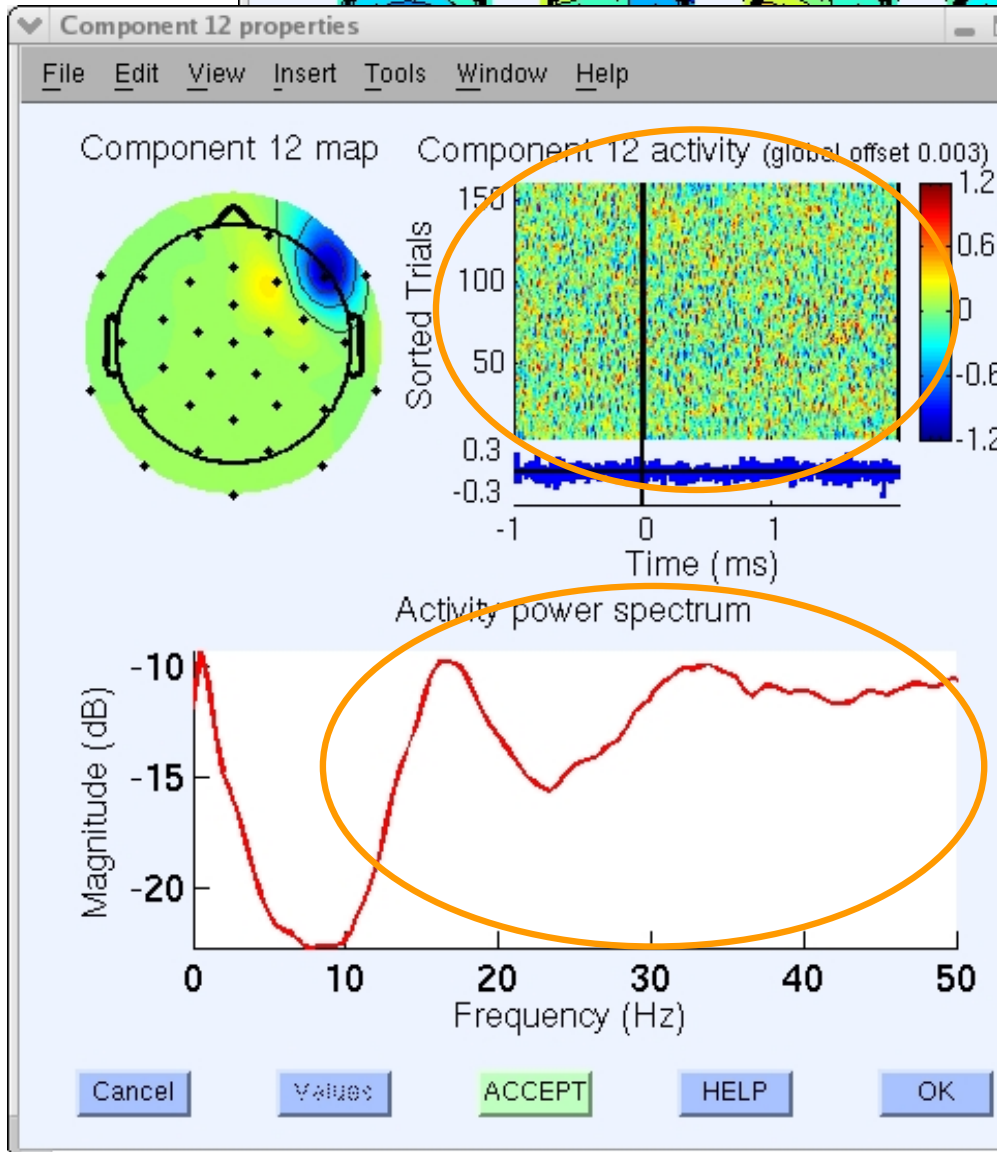 Component 12 properties
File Edit View Insert Tools Window Help
Component 12 map
Component 12 activity (global offset 0.003)
Sorted Trials
150
100
50
0.3
-0.3
-1 0 1
Time (ms)
1.2
0.6
0
-0.6
-1.2
Activity power spectrum
Magnitude (dB)
-10
-15
-20
0 10 20 30 40 50
Frequency (Hz)
Cancel Values ACCEPT HELP OK